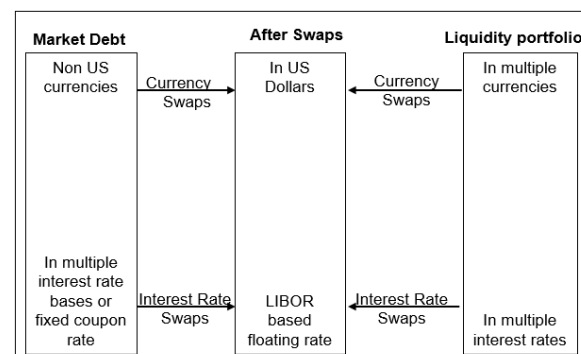 Market Debt
After Swaps
Liquidity portfolio
Non US
currencies
Currency
Swaps
In US
Dollars
Currency
Swaps
In multiple
currencies
In multiple
interest rate
bases or
fixed coupon
rate
Interest Rate
Swaps
LIBOR
based
floating rate
Interest Rate
Swaps
In multiple
interest rates